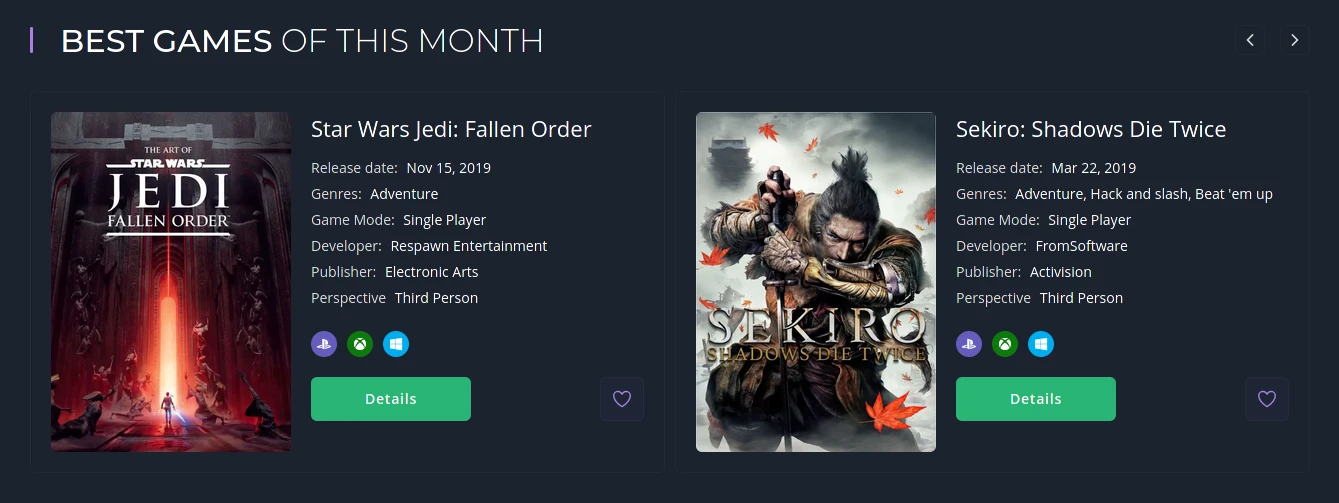 BEST GAMES OF THIS MONTH
THE ART OF
STAR WARS
JEDI
FALLEN ORDER
Star Wars Jedi: Fallen Order
Release date: Nov 15, 2019
Genres: Adventure
Game Mode: Single Player
Developer: Respawn Entertainment
Publisher: Electronic Arts
Perspective Third Person
Details
SEKIRO
SHADOWS DIE TWICE
Sekiro: Shadows Die Twice
Release date: Mar 22, 2019
Genres: Adventure, Hack and slash, Beat 'em up
Game Mode: Single Player
Developer: FromSoftware
Publisher: Activision
Perspective Third Person
Details